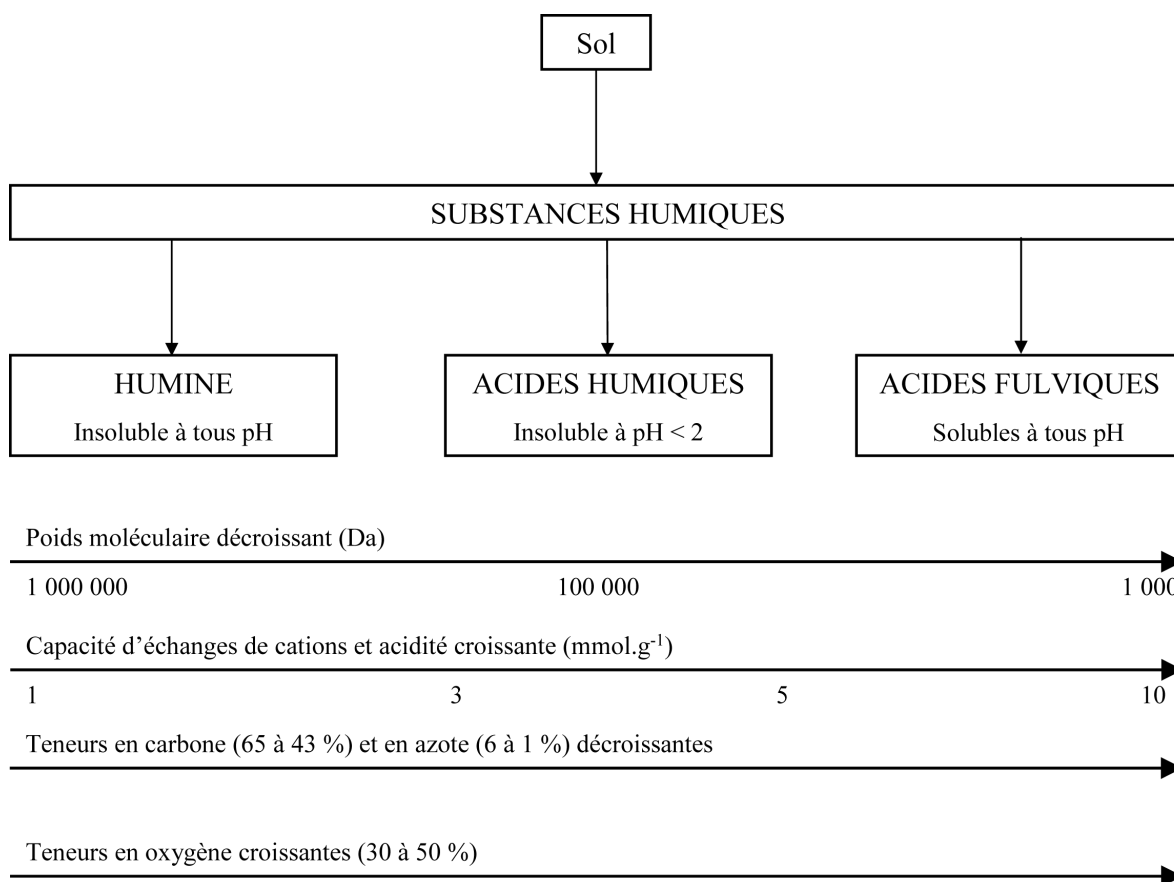 Sol
SUBSTANCES HUMIQUES
HUMINE
Insoluble à tous pH
ACIDES HUMIQUES
Insoluble à pH < 2
ACIDES FULVIQUES
Solubles à tous pH
Poids moléculaire décroissant (Da)
1 000 000 100 000 1 000
Capacité d’échanges de cations et acidité croissante (mmol.g⁻¹)
1 3 5 10
Teneurs en carbone (65 à 43 %) et en azote (6 à 1 %) décroissantes
Teneurs en oxygène croissantes (30 à 50 %)